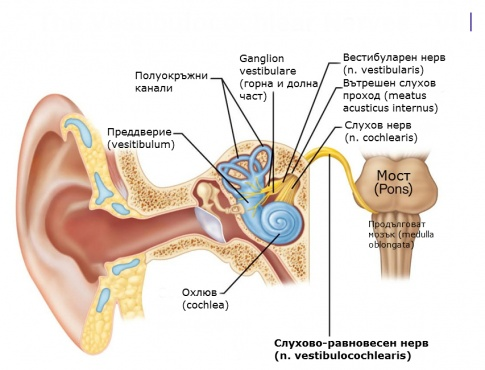 Ganglion
vestibulare
(горна и долна
част)
Вестибуларен нерв
(n. vestibularis)
Вътрешен слухов
проход (meatus
acusticus internus)
Слухов нерв
(n. cochlearis)
Полуокръжни
канали
Преддверие
(vesitibulum)
Мост
(Pons)
Продълговат
мозък (medulla
oblongata)
Охлюв
(cochlea)
Слухово-равновесен нерв
(n. vestibulocochlearis)